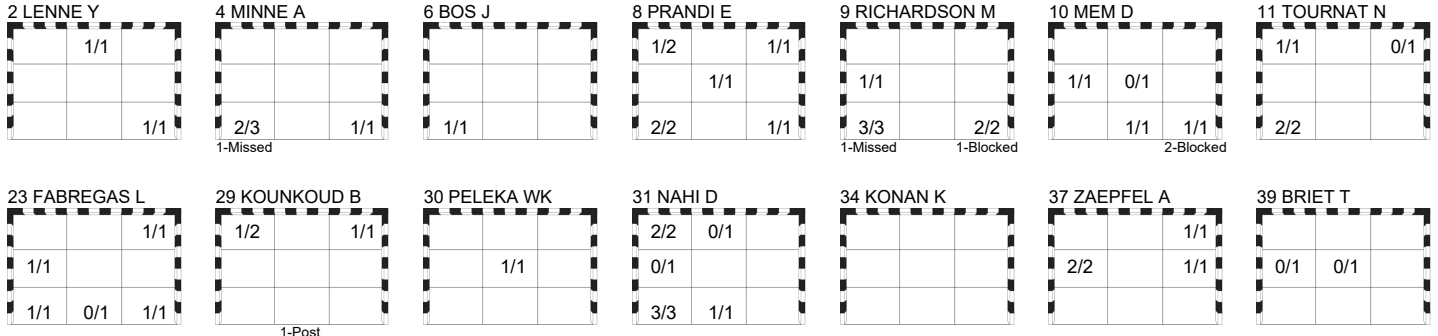 2 LENNE Y 4 MINNE A 6 BOS J 8 PRANDI E 9 RICHARDSON M 10 MEM D 11 TOURNAT N
1/1 1/2 1/1 1/1 0/1
1/1 1/1 1/1 0/1
1/1 2/3 1/1 1/1 2/2 1/1 3/3 2/2 1/1 1/1 2/2
1-Missed 1-Missed 1-Blocked 2-Blocked
23 FABREGAS L 29 KOUNKOUD B 30 PELEKA WK 31 NAHI D 34 KONAN K 37 ZAEPFEL A 39 BRIET T
1/1 1/2 1/1 2/2 0/1 1/1
1/1 1/1 0/1 2/2 1/1 0/1 0/1
1/1 0/1 1/1 3/3 1/1
1-Post